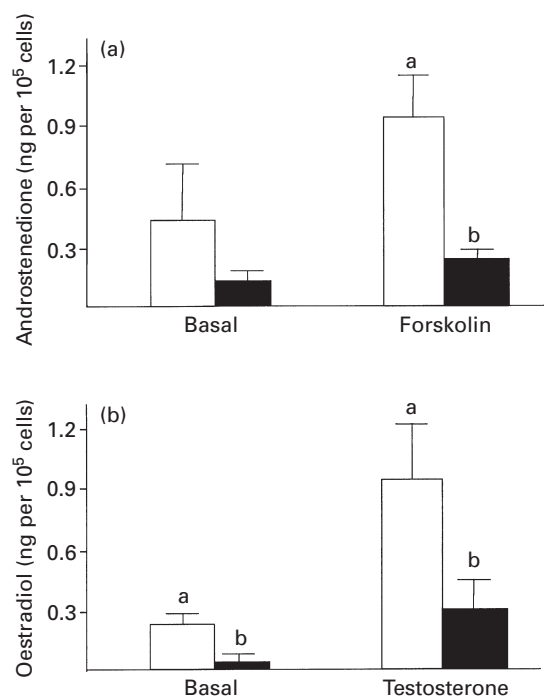 (a)
Androstenedione (ng per 10⁵ cells)
1.2
0.9
0.6
0.3
a
b
Basal
Forskolin
(b)
Oestradiol (ng per 10⁵ cells)
1.2
0.9
0.6
0.3
a
b
a
b
Basal
Testosterone